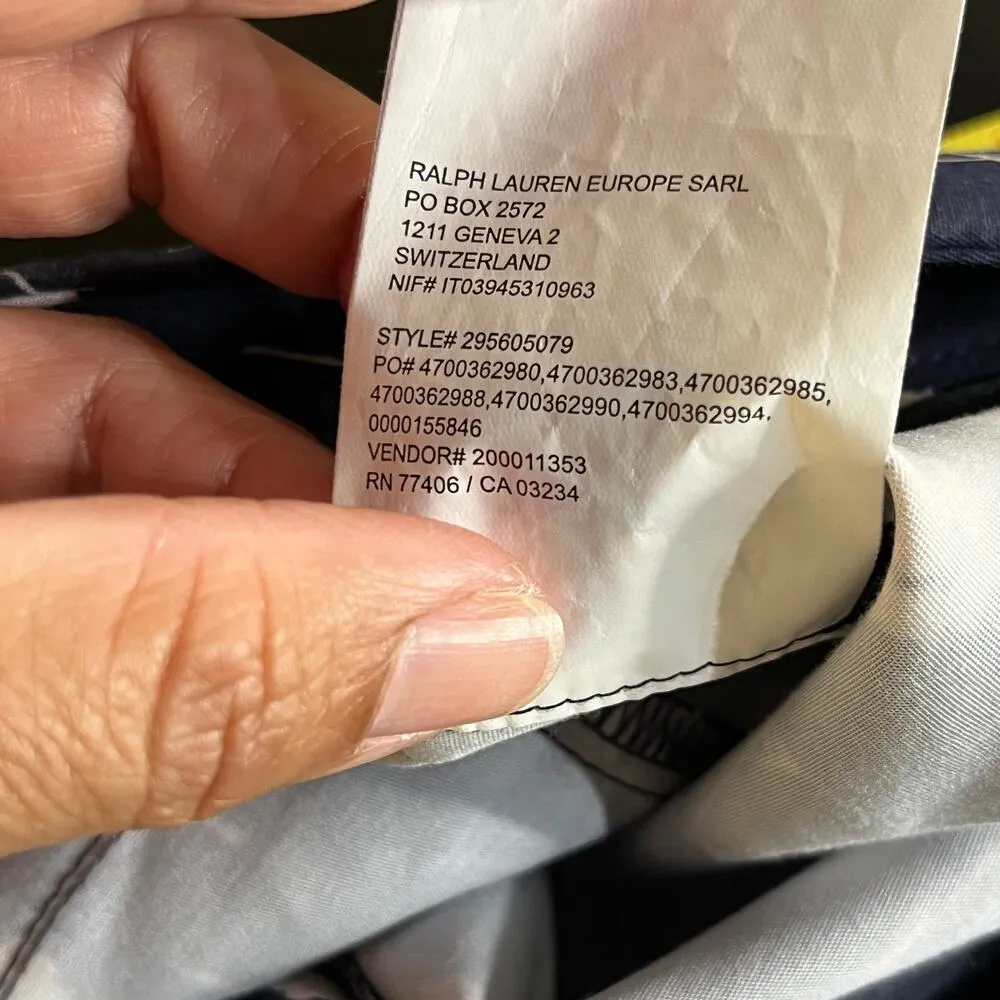 RALPH LAUREN EUROPE SARL
PO BOX 2572
1211 GENEVA 2
SWITZERLAND
NIF# IT03945310963
STYLE# 295605079
PO# 4700362980,4700362983,4700362985,
4700362988,4700362990,4700362994,
0000155846
VENDOR# 200011353
RN 77406 / CA 03234